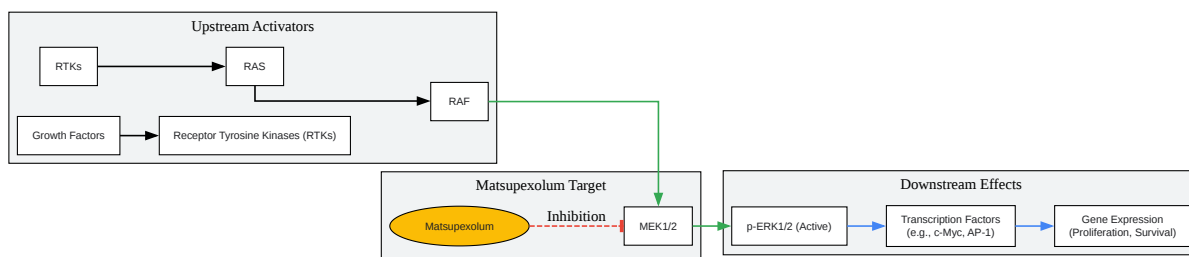 Upstream Activators
RTKs
RAS
RAF
Growth Factors
Receptor Tyrosine Kinases (RTKs)
Matsupexolum Target
Matsupexolum
Inhibition
MEK1/2
Downstream Effects
p-ERK1/2 (Active)
Transcription Factors
(e.g., c-Myc, AP-1)
Gene Expression
(Proliferation, Survival)